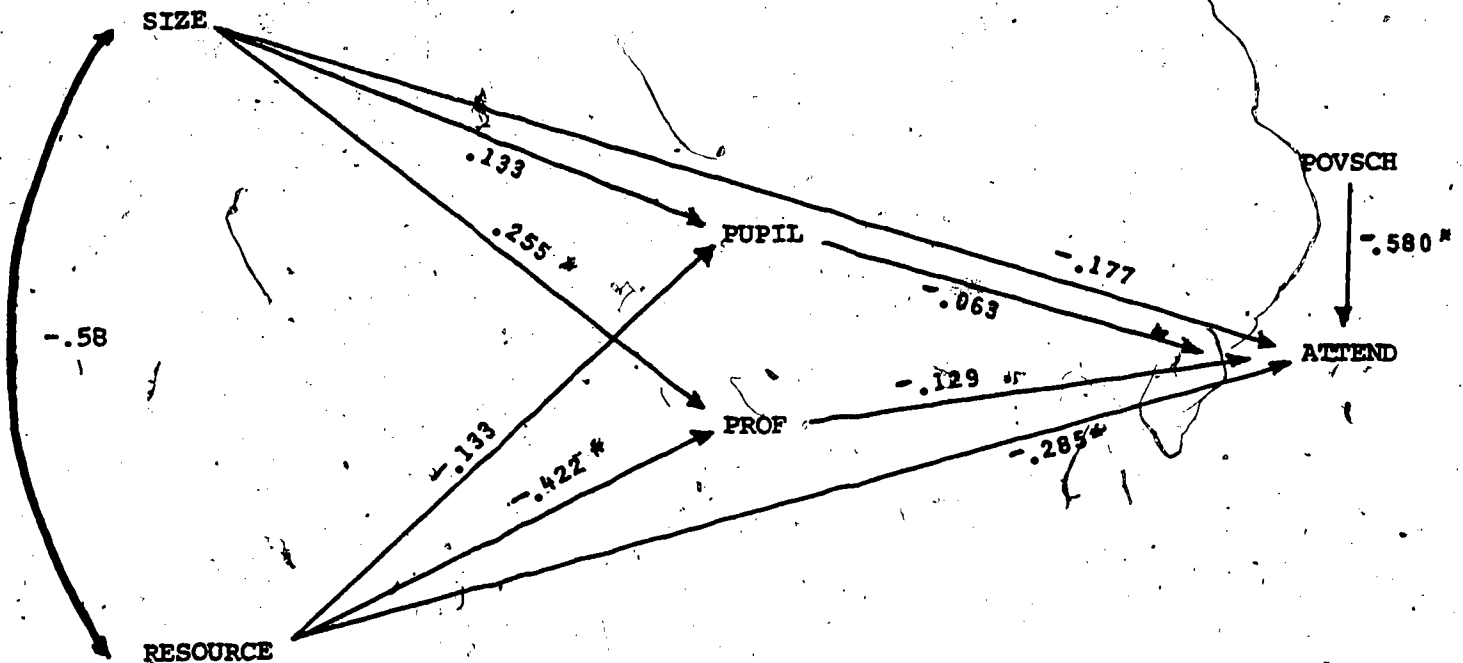 SIZE
POVSCH
.133
PUPIL
.255 *
-.580*
-.177
-.063
-.58
ATTEND
-.129
PROF
-.133
-.422*
-.285*
RESOURCE